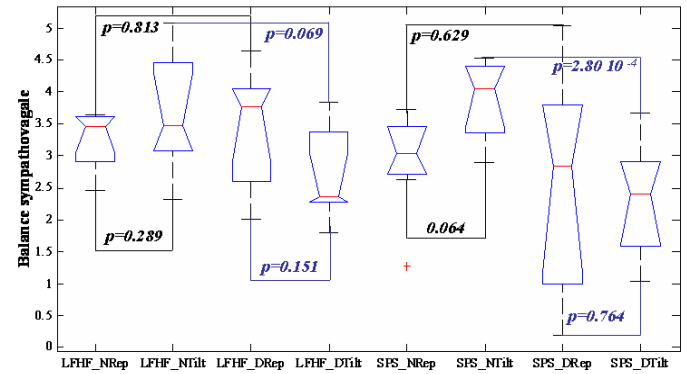 p=0.813
p=0.069
p=0.629
p=2.80 10 -4
p=0.289
p=0.151
0.064
p=0.764
Balance sympathovagale
5
4.5
4
3.5
3
2.5
2
1.5
1
0.5
0
LFHF_NRep LFHF_NTilt LFHF_DRep LFHF_DTilt SPS_NRep SPS_NTilt SPS_DRep SPS_DTilt